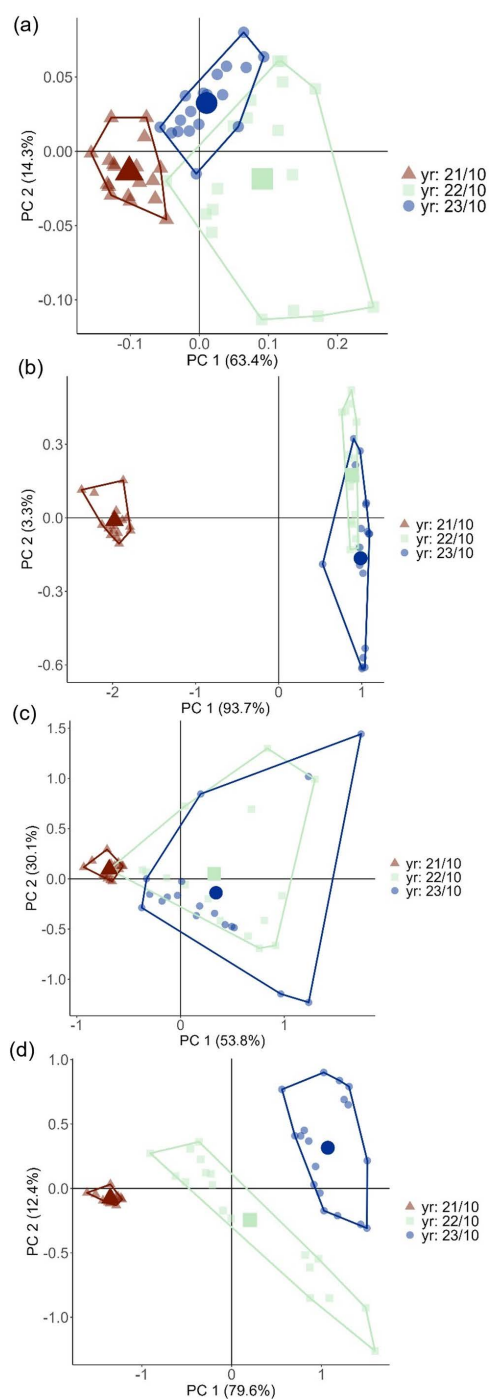 (a)
0.05
0.00
-0.05
-0.10
PC 2 (14.3%)
-0.1
0.0
0.1
0.2
PC 1 (63.4%)
yr: 21/10
yr: 22/10
yr: 23/10
(b)
0.3
0.0
-0.3
-0.6
PC 2 (3.3%)
-2
-1
0
1
PC 1 (93.7%)
yr: 21/10
yr: 22/10
yr: 23/10
(c)
1.5
1.0
0.5
0.0
-0.5
-1.0
PC 2 (30.1%)
-1
0
1
PC 1 (53.8%)
yr: 21/10
yr: 22/10
yr: 23/10
(d)
1.0
0.5
0.0
-0.5
-1.0
PC 2 (12.4%)
-1
0
1
PC 1 (79.6%)
yr: 21/10
yr: 22/10
yr: 23/10